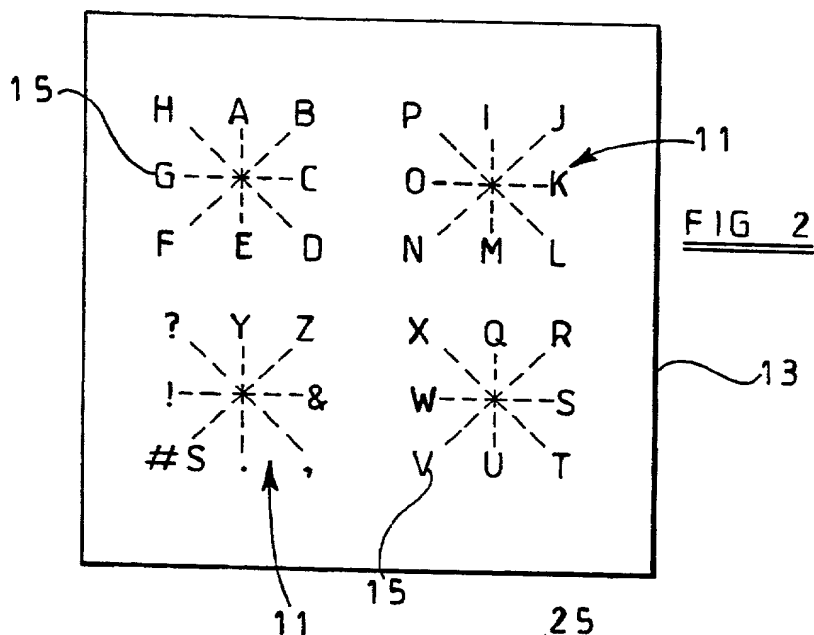 15 H A B P I J 11
G C O K
F E D N M L FIG 2
? Y Z X Q R
! & W S 13
#S . , V U T
15
11 25